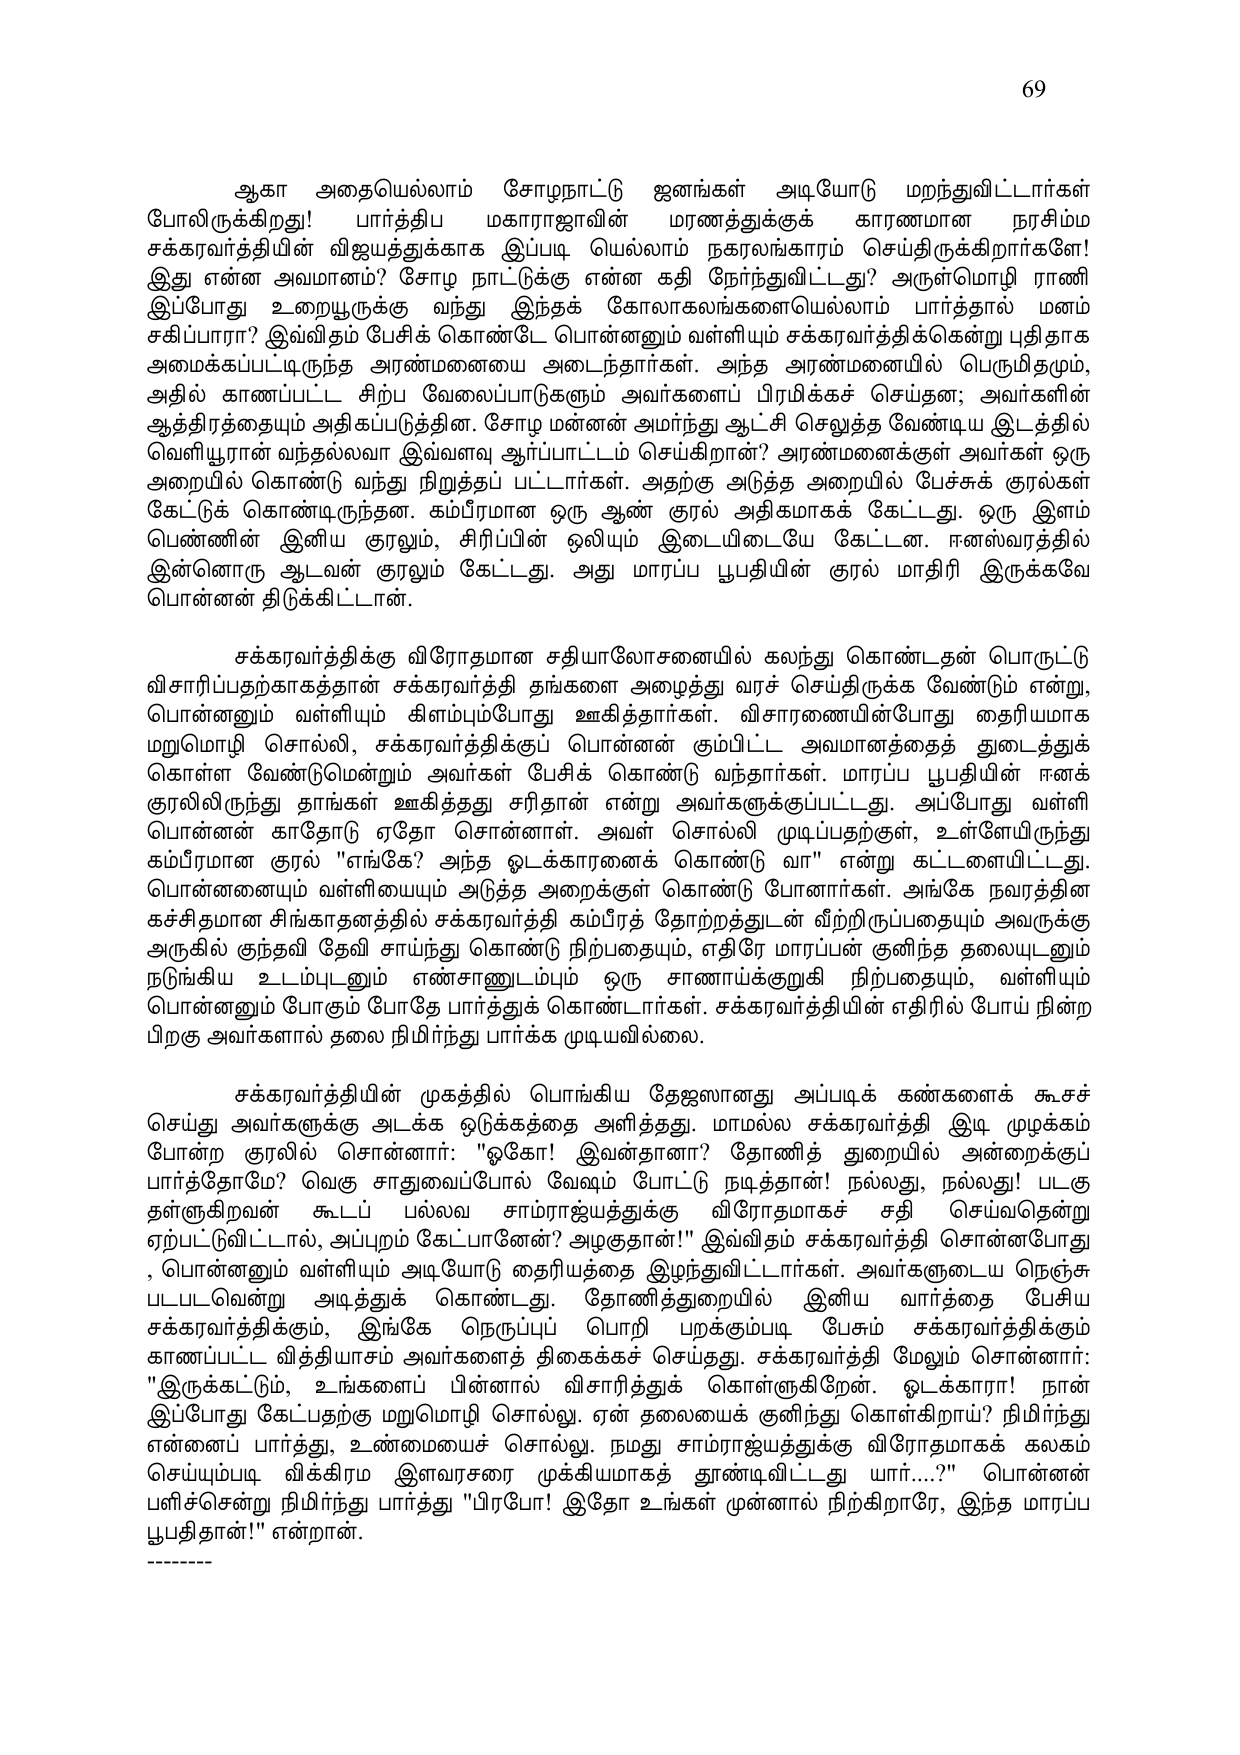 69
ஆகா அதையெல்லாம் சோழநாட்டு ஜனங்கள் அடியோடு மறந்துவிட்டார்கள்
போலிருக்கிறது! பார்த்திப மகாராஜாவின் மரணத்துக்குக் காரணமான நரசிம்ம
சக்கரவர்த்தியின் விஜயத்துக்காக இப்படி யெல்லாம் நகரலங்காரம் செய்திருக்கிறார்களே!
இது என்ன அவமானம்? சோழ நாட்டுக்கு என்ன கதி நேர்ந்துவிட்டது? அருள்மொழி ராணி
இப்போது உறையூருக்கு வந்து இந்தக் கோலாகலங்களையெல்லாம் பார்த்தால் மனம்
சகிப்பாரா? இவ்விதம் பேசிக் கொண்டே பொன்னனும் வள்ளியும் சக்கரவர்த்திக்கென்று புதிதாக
அமைக்கப்பட்டிருந்த அரண்மனையை அடைந்தார்கள். அந்த அரண்மனையில் பெருமிதமும்,
அதில் காணப்பட்ட சிற்ப வேலைப்பாடுகளும் அவர்களைப் பிரமிக்கச் செய்தன; அவர்களின்
ஆத்திரத்தையும் அதிகப்படுத்தின. சோழ மன்னன் அமர்ந்து ஆட்சி செலுத்த வேண்டிய இடத்தில்
வெளியூரான் வந்தல்லவா இவ்வளவு ஆர்ப்பாட்டம் செய்கிறான்? அரண்மனைக்குள் அவர்கள் ஒரு
அறையில் கொண்டு வந்து நிறுத்தப் பட்டார்கள். அதற்கு அடுத்த அறையில் பேச்சுக் குரல்கள்
கேட்டுக் கொண்டிருந்தன. கம்பீரமான ஒரு ஆண் குரல் அதிகமாகக் கேட்டது. ஒரு இளம்
பெண்ணின் இனிய குரலும், சிரிப்பின் ஒலியும் இடையிடையே கேட்டன. ஈனஸ்வரத்தில்
இன்னொரு ஆடவன் குரலும் கேட்டது. அது மாரப்ப பூபதியின் குரல் மாதிரி இருக்கவே
பொன்னன் திடுக்கிட்டான்.
சக்கரவர்த்திக்கு விரோதமான சதியாலோசனையில் கலந்து கொண்டதன் பொருட்டு
விசாரிப்பதற்காகத்தான் சக்கரவர்த்தி தங்களை அழைத்து வரச் செய்திருக்க வேண்டும் என்று,
பொன்னனும் வள்ளியும் கிளம்பும்போது ஊகித்தார்கள். விசாரணையின்போது தைரியமாக
மறுமொழி சொல்லி, சக்கரவர்த்திக்குப் பொன்னன் கும்பிட்ட அவமானத்தைத் துடைத்துக்
கொள்ள வேண்டுமென்றும் அவர்கள் பேசிக் கொண்டு வந்தார்கள். மாரப்ப பூபதியின் ஈனக்
குரலிலிருந்து தாங்கள் ஊகித்தது சரிதான் என்று அவர்களுக்குப்பட்டது. அப்போது வள்ளி
பொன்னன் காதோடு ஏதோ சொன்னாள். அவள் சொல்லி முடிப்பதற்குள், உள்ளேயிருந்து
கம்பீரமான குரல் "எங்கே? அந்த ஓடக்காரனைக் கொண்டு வா" என்று கட்டளையிட்டது.
பொன்னனையும் வள்ளியையும் அடுத்த அறைக்குள் கொண்டு போனார்கள். அங்கே நவரத்தின
கச்சிதமான சிங்காதனத்தில் சக்கரவர்த்தி கம்பீரத் தோற்றத்துடன் வீற்றிருப்பதையும் அவருக்கு
அருகில் குந்தவி தேவி சாய்ந்து கொண்டு நிற்பதையும், எதிரே மாரப்பன் குனிந்த தலையுடனும்
நடுங்கிய உடம்புடனும் எண்சாணுடம்பும் ஒரு சாணாய்க்குறுகி நிற்பதையும், வள்ளியும்
பொன்னனும் போகும் போதே பார்த்துக் கொண்டார்கள். சக்கரவர்த்தியின் எதிரில் போய் நின்ற
பிறகு அவர்களால் தலை நிமிர்ந்து பார்க்க முடியவில்லை.
சக்கரவர்த்தியின் முகத்தில் பொங்கிய தேஜஸானது அப்படிக் கண்களைக் கூசச்
செய்து அவர்களுக்கு அடக்க ஒடுக்கத்தை அளித்தது. மாமல்ல சக்கரவர்த்தி இடி முழக்கம்
போன்ற குரலில் சொன்னார்: "ஓகோ! இவன்தானா? தோணித் துறையில் அன்றைக்குப்
பார்த்தோமே? வெகு சாதுவைப்போல் வேஷம் போட்டு நடித்தான்! நல்லது, நல்லது! படகு
தள்ளுகிறவன் கூடப் பல்லவ சாம்ராஜ்யத்துக்கு விரோதமாகச் சதி செய்வதென்று
ஏற்பட்டுவிட்டால், அப்புறம் கேட்பானேன்? அழகுதான்!" இவ்விதம் சக்கரவர்த்தி சொன்னபோது
, பொன்னனும் வள்ளியும் அடியோடு தைரியத்தை இழந்துவிட்டார்கள். அவர்களுடைய நெஞ்சு
படபடவென்று அடித்துக் கொண்டது. தோணித்துறையில் இனிய வார்த்தை பேசிய
சக்கரவர்த்திக்கும், இங்கே நெருப்புப் பொறி பறக்கும்படி பேசும் சக்கரவர்த்திக்கும்
காணப்பட்ட வித்தியாசம் அவர்களைத் திகைக்கச் செய்தது. சக்கரவர்த்தி மேலும் சொன்னார்:
"இருக்கட்டும், உங்களைப் பின்னால் விசாரித்துக் கொள்ளுகிறேன். ஓடக்காரா! நான்
இப்போது கேட்பதற்கு மறுமொழி சொல்லு. ஏன் தலையைக் குனிந்து கொள்கிறாய்? நிமிர்ந்து
என்னைப் பார்த்து, உண்மையைச் சொல்லு. நமது சாம்ராஜ்யத்துக்கு விரோதமாகக் கலகம்
செய்யும்படி விக்கிரம இளவரசரை முக்கியமாகத் தூண்டிவிட்டது யார்....?" பொன்னன்
பளிச்சென்று நிமிர்ந்து பார்த்து "பிரபோ! இதோ உங்கள் முன்னால் நிற்கிறாரே, இந்த மாரப்ப
பூபதிதான்!" என்றான்.
--------